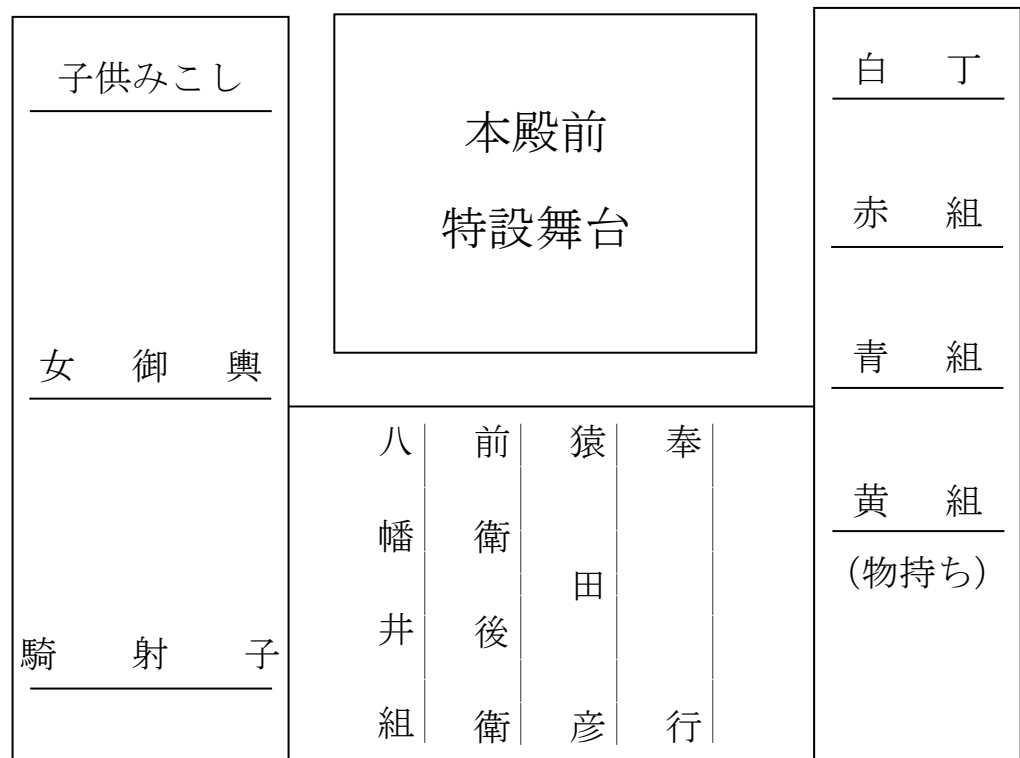 子供みこし
女御輿
騎射子
本殿前
特設舞台
奉行
猿田彦
前衛後衛
八幡井組
白丁
赤組
青組
黄組
（物持ち）